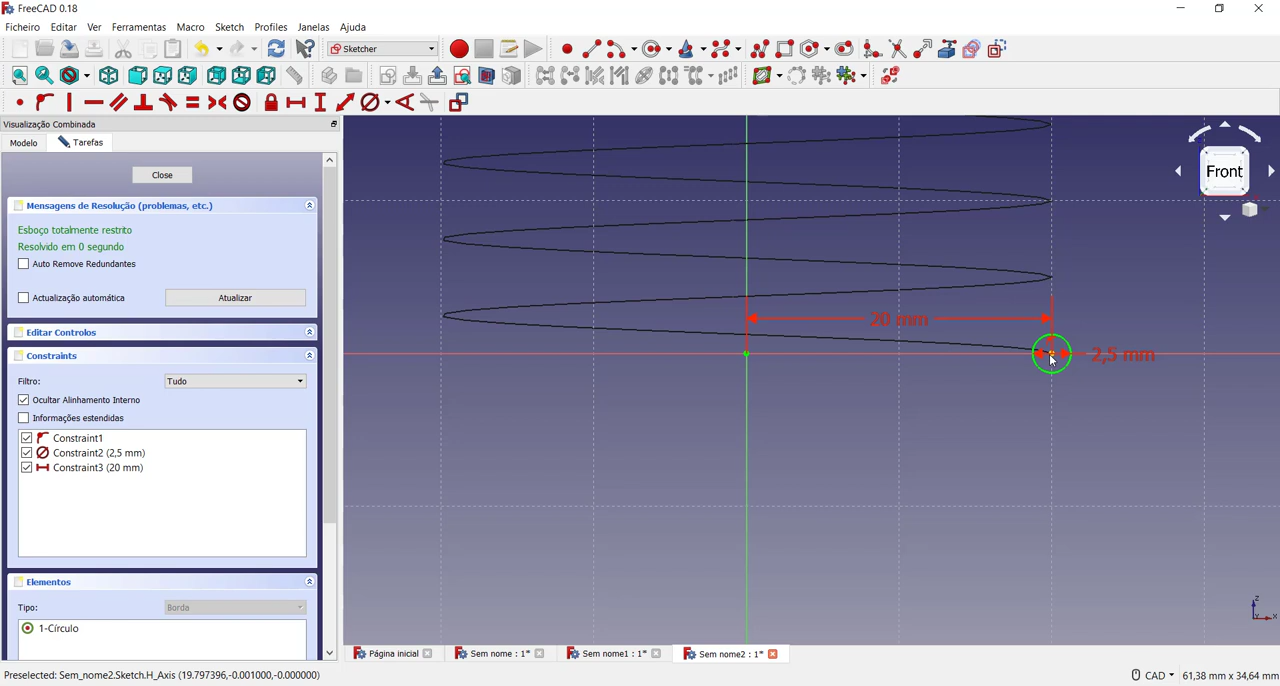 FreeCAD 0.18
Ficheiro Editar Ver Ferramentas Macro Sketch Profiles Janelas Ajuda
Sketcher
Visualização Combinada
Modelo Tarefas
Close
Mensagens de Resolução (problemas, etc.)
Esboço totalmente restrito
Resolvido em 0 segundo
Auto Remove Redundantes
Actualização automática Atualizar
Editar Controlos
Constraints
Filtro: Tudo
Ocultar Alinhamento Interno
Informações estendidas
Constraint1
Constraint2 (2,5 mm)
Constraint3 (20 mm)
Elementos
Tipo: Borda
1-Círculo
20 mm
2,5 mm
Front
z
x
Página inicial Sem nome : 1* Sem nome1 : 1* Sem nome2 : 1*
Preselected: Sem_nome2.Sketch.H_Axis (19.797396,-0.001000,-0.000000) CAD 61,38 mm x 34,64 mm